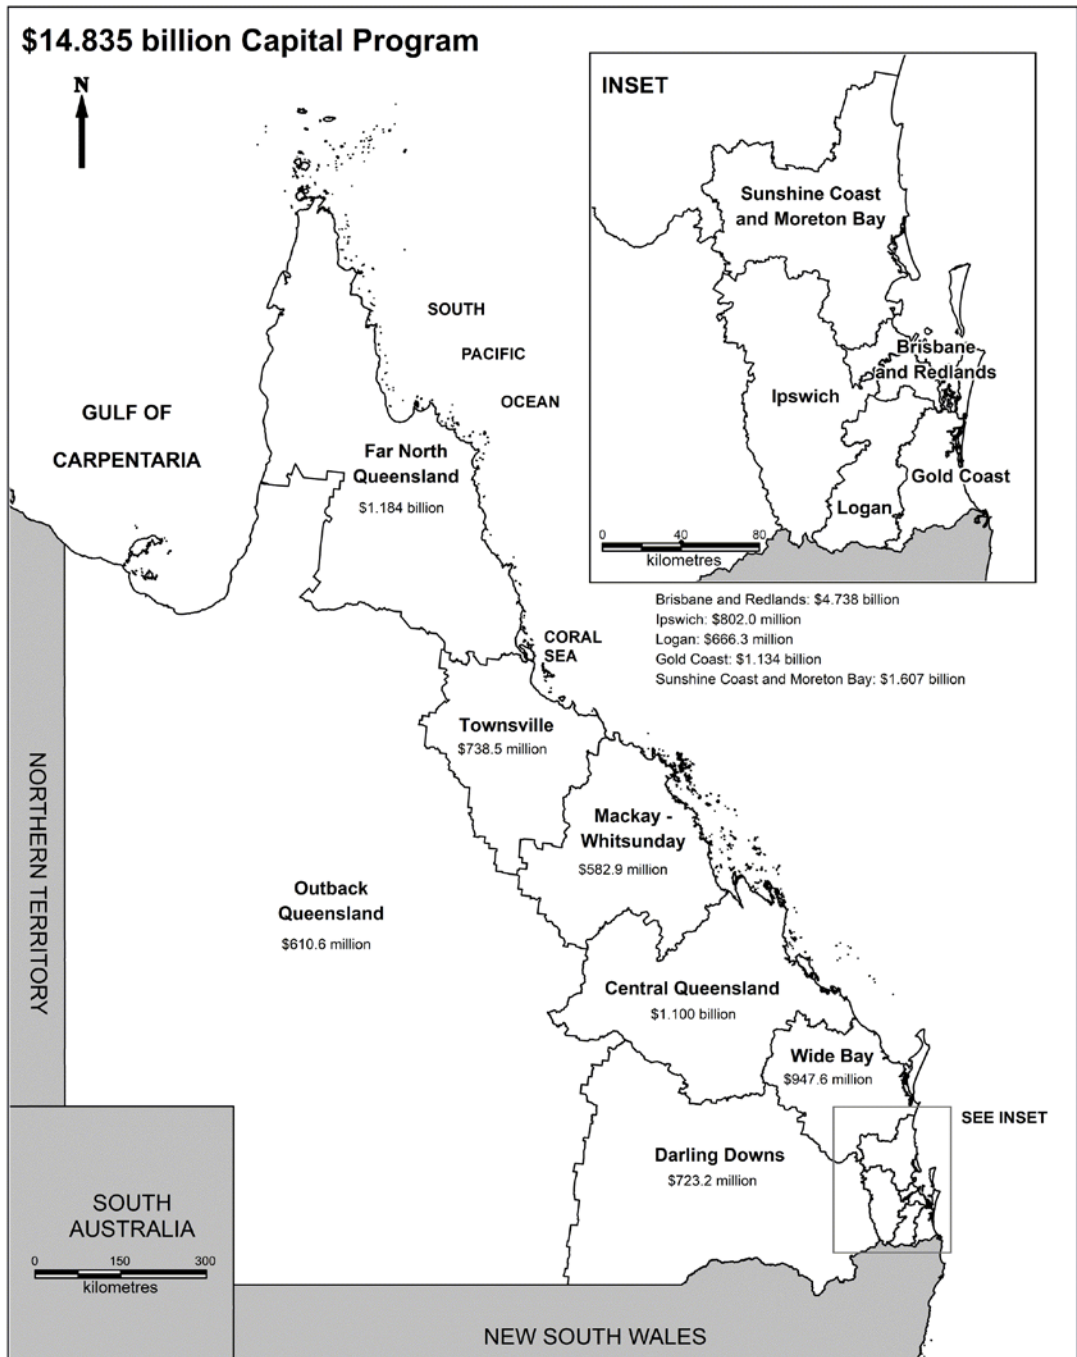 $14.835 billion Capital Program
N
INSET
Sunshine Coast
and Moreton Bay
Brisbane
and Redlands
Ipswich
Gold Coast
Logan
0 40 80
kilometres
Brisbane and Redlands: $4.738 billion
Ipswich: $802.0 million
Logan: $666.3 million
Gold Coast: $1.134 billion
Sunshine Coast and Moreton Bay: $1.607 billion
SOUTH
PACIFIC
OCEAN
GULF OF
CARPENTARIA
Far North
Queensland
$1.184 billion
CORAL
SEA
Townsville
$738.5 million
Mackay -
Whitsunday
$582.9 million
NORTHERN TERRITORY
Outback
Queensland
$610.6 million
Central Queensland
$1.100 billion
Wide Bay
$947.6 million
SEE INSET
Darling Downs
$723.2 million
SOUTH
AUSTRALIA
0 150 300
kilometres
NEW SOUTH WALES